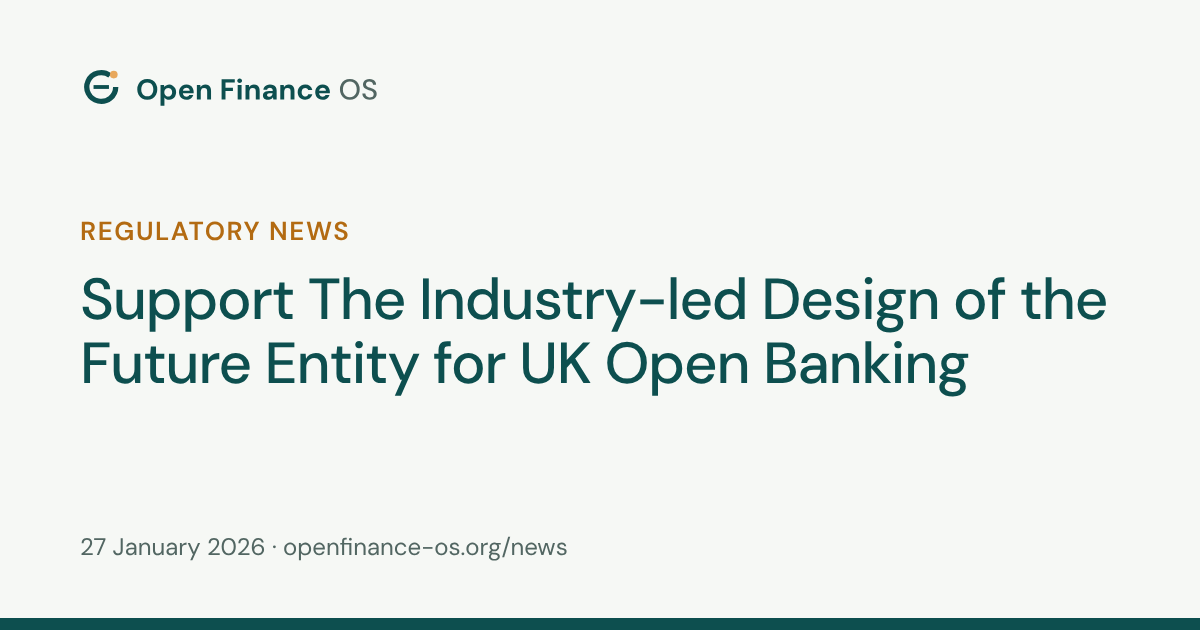 Open Finance OS
REGULATORY NEWS
Support The Industry-led Design of the
Future Entity for UK Open Banking
27 January 2026 · openfinance-os.org/news